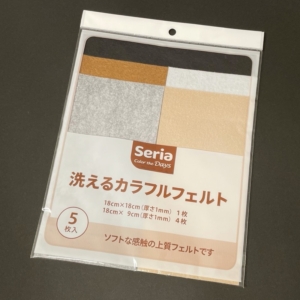 Seria
Color the Days
洗えるカラフルフェルト
18cm×18cm（厚さ1mm） 1枚
18cm× 9cm（厚さ1mm） 4枚
5
枚入
ソフトな感触の上質フェルトです